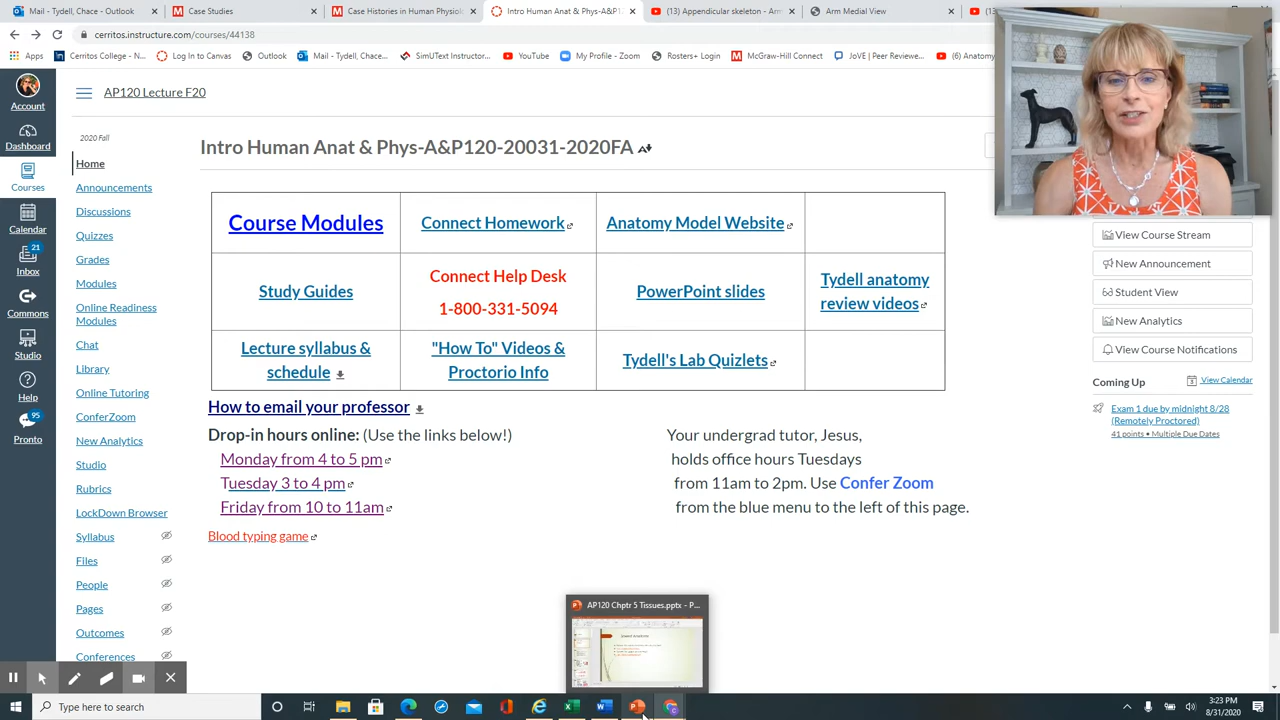 Mail - Tydell, Chace
Case Studies
Case Histories in Human Physiol
Intro Human Anat & Phys-A&P12
AP) - Appendicular skeleton - Ar
Arm Medial View
cerritos.instructure.com/courses/44138
Apps
Cerritos College - N...
Log In to Canvas
Outlook
Mail - Tydell, Chace...
SimUText Instructor...
YouTube
My Profile - Zoom
Rosters+ Login
McGraw-Hill Connect
JoVE | Peer Reviewe...
(Anatomy
Account
Dashboard
Courses
Calendar
21
Inbox
Commons
Studio
Help
95
Pronto
AP120 Lecture F20
2020 Fall
Home
Announcements
Discussions
Quizzes
Grades
Modules
Online Readiness
Modules
Chat
Library
Online Tutoring
ConferZoom
New Analytics
Studio
Rubrics
LockDown Browser
Syllabus
Files
People
Pages
Outcomes
Conferences
Intro Human Anat & Phys-A&P120-20031-2020FA
Course Modules
Connect Homework
Anatomy Model Website
Study Guides
Connect Help Desk
1-800-331-5094
PowerPoint slides
Tydell anatomy
review videos
Lecture syllabus &
schedule
"How To" Videos &
Proctorio Info
Tydell's Lab Quizlets
How to email your professor
Drop-in hours online: (Use the links below!)
Monday from 4 to 5 pm
Tuesday 3 to 4 pm
Friday from 10 to 11am
Blood typing game
Your undergrad tutor, Jesus,
holds office hours Tuesdays
from 11am to 2pm. Use Confer Zoom
from the blue menu to the left of this page.
View Course Stream
New Announcement
Student View
New Analytics
View Course Notifications
Coming Up
View Calendar
Exam 1 due by midnight 8/28
(Remotely Proctored)
41 points • Multiple Due Dates
AP120 Chptr 5 Tissues.pptx - P...
Type here to search
3:23 PM
8/31/2020